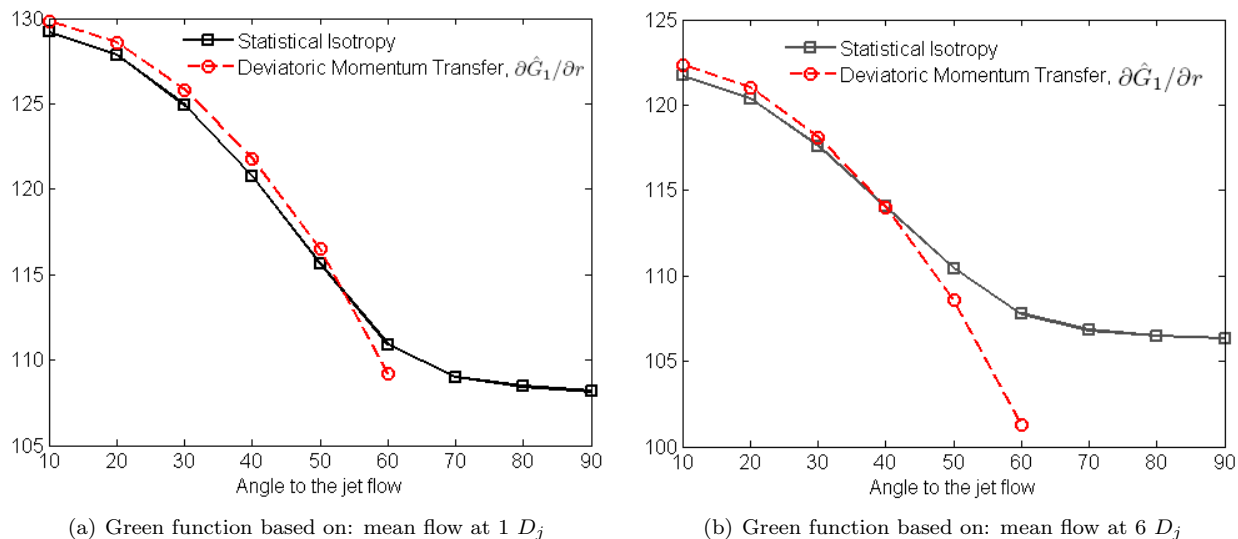 130
125
120
115
110
105
10 20 30 40 50 60 70 80 90
Angle to the jet flow
Statistical Isotropy
Deviatoric Momentum Transfer, ∂Ĝ₁/∂r
(a) Green function based on: mean flow at 1 D_j
125
120
115
110
105
100
10 20 30 40 50 60 70 80 90
Angle to the jet flow
Statistical Isotropy
Deviatoric Momentum Transfer, ∂Ĝ₁/∂r
(b) Green function based on: mean flow at 6 D_j